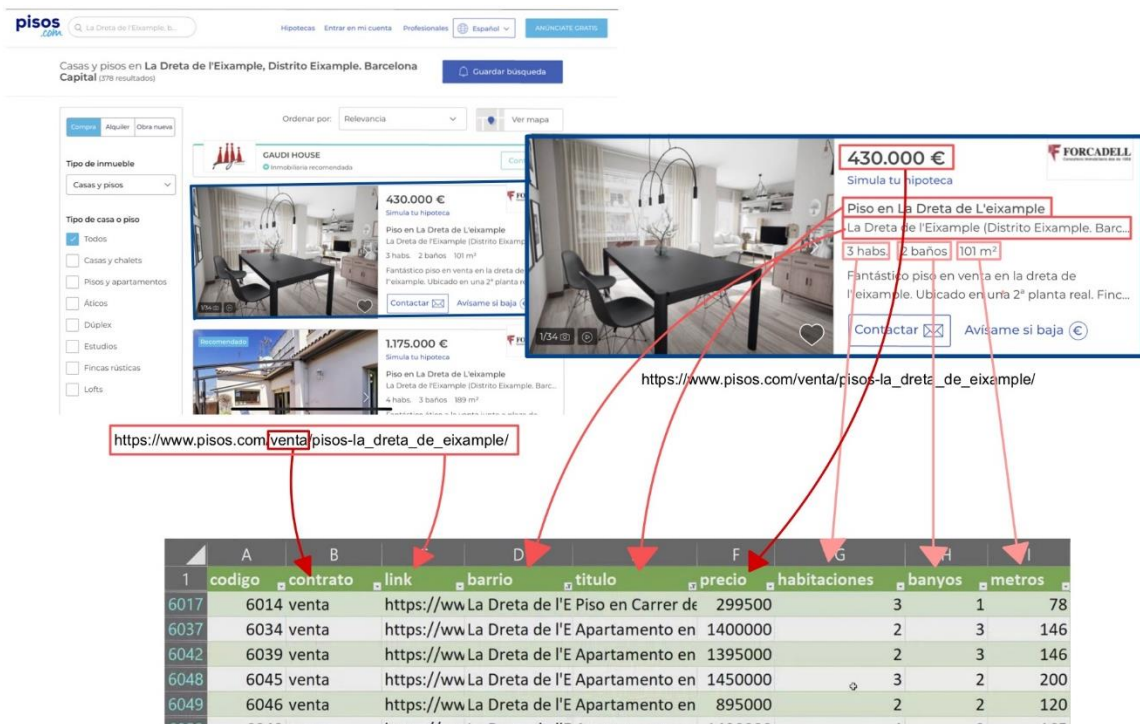 pisos
.com
La Dreta de l'Eixample, b...
Hipotecas Entrar en mi cuenta Profesionales Español ANÚNCIATE GRATIS
Casas y pisos en La Dreta de l'Eixample, Distrito Eixample. Barcelona
Capital (378 resultados)
Guardar búsqueda
Compra Alquiler Obra nueva
Tipo de inmueble
Casas y pisos
Tipo de casa o piso
Todos
Casas y chalets
Pisos y apartamentos
Áticos
Dúplex
Estudios
Fincas rústicas
Lofts
Ordenar por: Relevancia Ver mapa
GAUDI HOUSE
Inmobiliaria recomendada
430.000 €
Simula tu hipoteca
Piso en La Dreta de L'eixample
La Dreta de l'Eixample (Distrito Eixamp
3 habs. 2 baños 101 m²
Fantástico piso en venta en la dreta de
l'eixample. Ubicado en una 2ª planta re
1/34
Contactar Avísame si baja €
Recomendado
1.175.000 €
Simula tu hipoteca
Piso en La Dreta de L'eixample
La Dreta de l'Eixample (Distrito Eixample. Barc...
4 habs. 3 baños 189 m²
430.000 €
FORCADELL
Simula tu hipoteca
Piso en La Dreta de L'eixample
La Dreta de l'Eixample (Distrito Eixample. Barc...
3 habs. 2 baños 101 m²
Fantástico piso en venta en la dreta de
l'eixample. Ubicado en una 2ª planta real. Finc...
1/34
Contactar Avísame si baja €
https://www.pisos.com/venta/pisos-la_dreta_de_eixample/
https://www.pisos.com/venta/pisos-la_dreta_de_eixample/
A B D F G H I
1 codigo contrato link barrio titulo precio habitaciones banyos metros
6017 6014 venta https://ww La Dreta de l'E Piso en Carrer de 299500 3 1 78
6037 6034 venta https://ww La Dreta de l'E Apartamento en 1400000 2 3 146
6042 6039 venta https://ww La Dreta de l'E Apartamento en 1395000 2 3 146
6048 6045 venta https://ww La Dreta de l'E Apartamento en 1450000 3 2 200
6049 6046 venta https://ww La Dreta de l'E Apartamento en 895000 2 2 120